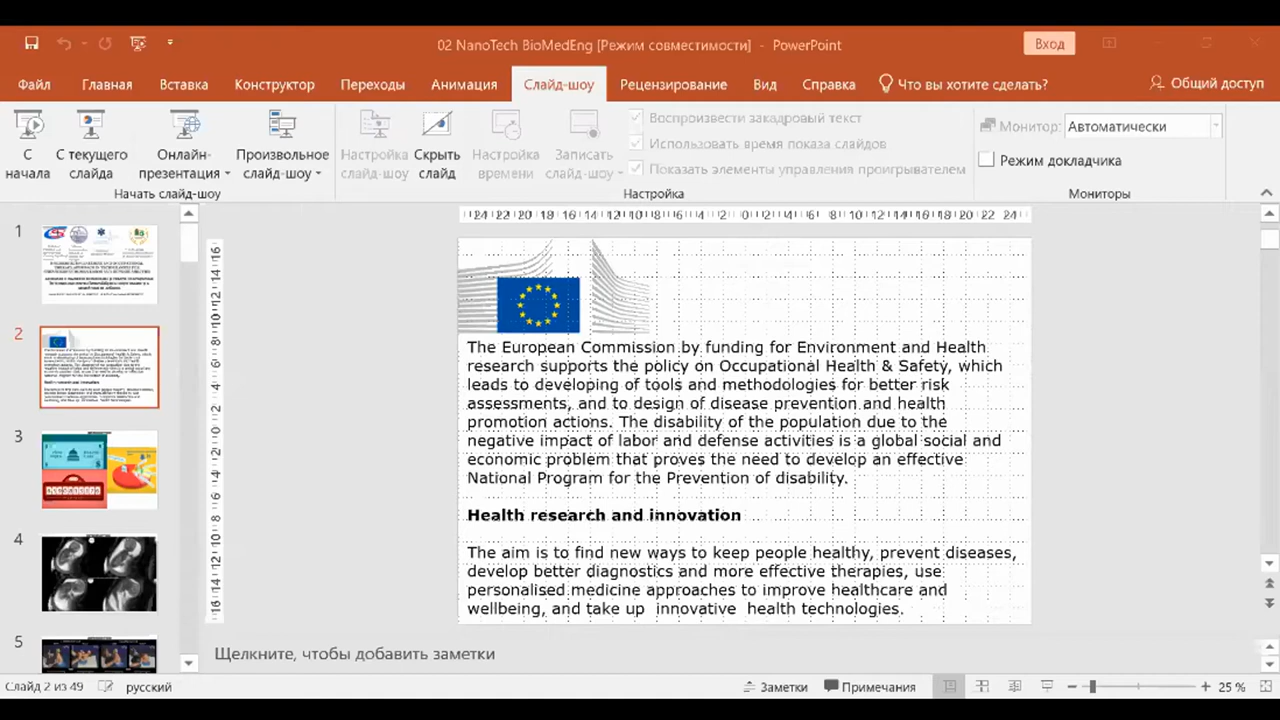 02 NanoTech BioMedEng [Режим совместимости] - PowerPoint
Вход
Файл Главная Вставка Конструктор Переходы Анимация Слайд-шоу Рецензирование Вид Справка Что вы хотите сделать? Общий доступ
С начала
С текущего слайда
Онлайн-презентация
Произвольное слайд-шоу
Начать слайд-шоу
Настройка слайд-шоу
Скрыть слайд
Настройка времени
Записать слайд-шоу
Воспроизвести закадровый текст
Использовать время показа слайдов
Показать элементы управления проигрывателем
Настройка
Монитор: Автоматически
Режим докладчика
Мониторы
1
2
3
4
5
The European Commission by funding for Environment and Health
research supports the policy on Occupational Health & Safety, which
leads to developing of tools and methodologies for better risk
assessments, and to design of disease prevention and health
promotion actions. The disability of the population due to the
negative impact of labor and defense activities is a global social and
economic problem that proves the need to develop an effective
National Program for the Prevention of disability.
Health research and innovation
The aim is to find new ways to keep people healthy, prevent diseases,
develop better diagnostics and more effective therapies, use
personalised medicine approaches to improve healthcare and
wellbeing, and take up innovative health technologies.
Щелкните, чтобы добавить заметки
Слайд 2 из 49 русский Заметки Примечания 25 %